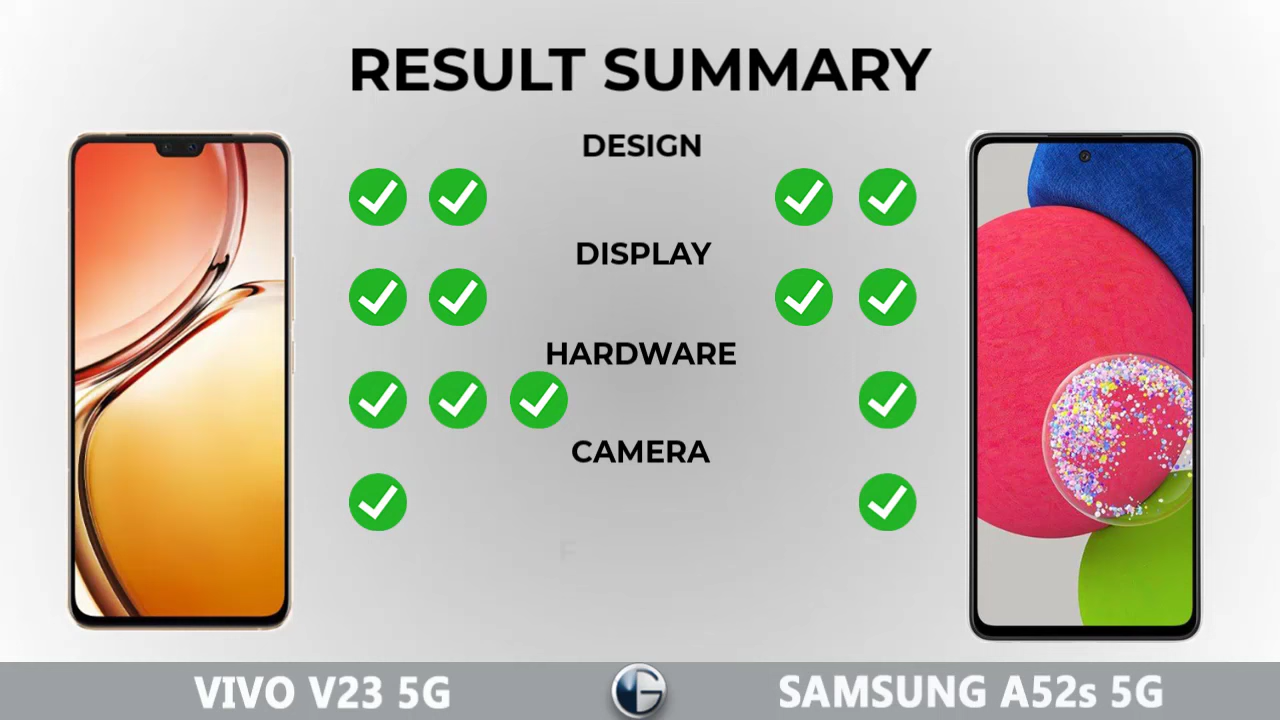 RESULT SUMMARY
DESIGN
DISPLAY
HARDWARE
CAMERA
VIVO V23 5G
SAMSUNG A52s 5G